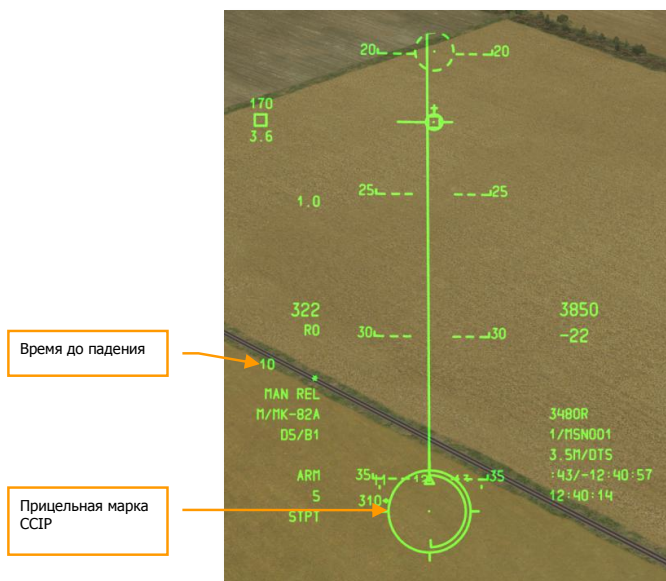 20 20
170
3.6
25 25
1.0
322 3850
RO -22
30 30
Время до падения
10
MAN REL
M/MK-82A 3480R
D5/B1 1/MSN001
3.5M/DTS
ARM 35 35 :43/-12:40:57
5 310 12:40:14
STPT
Прицельная марка
CCIP